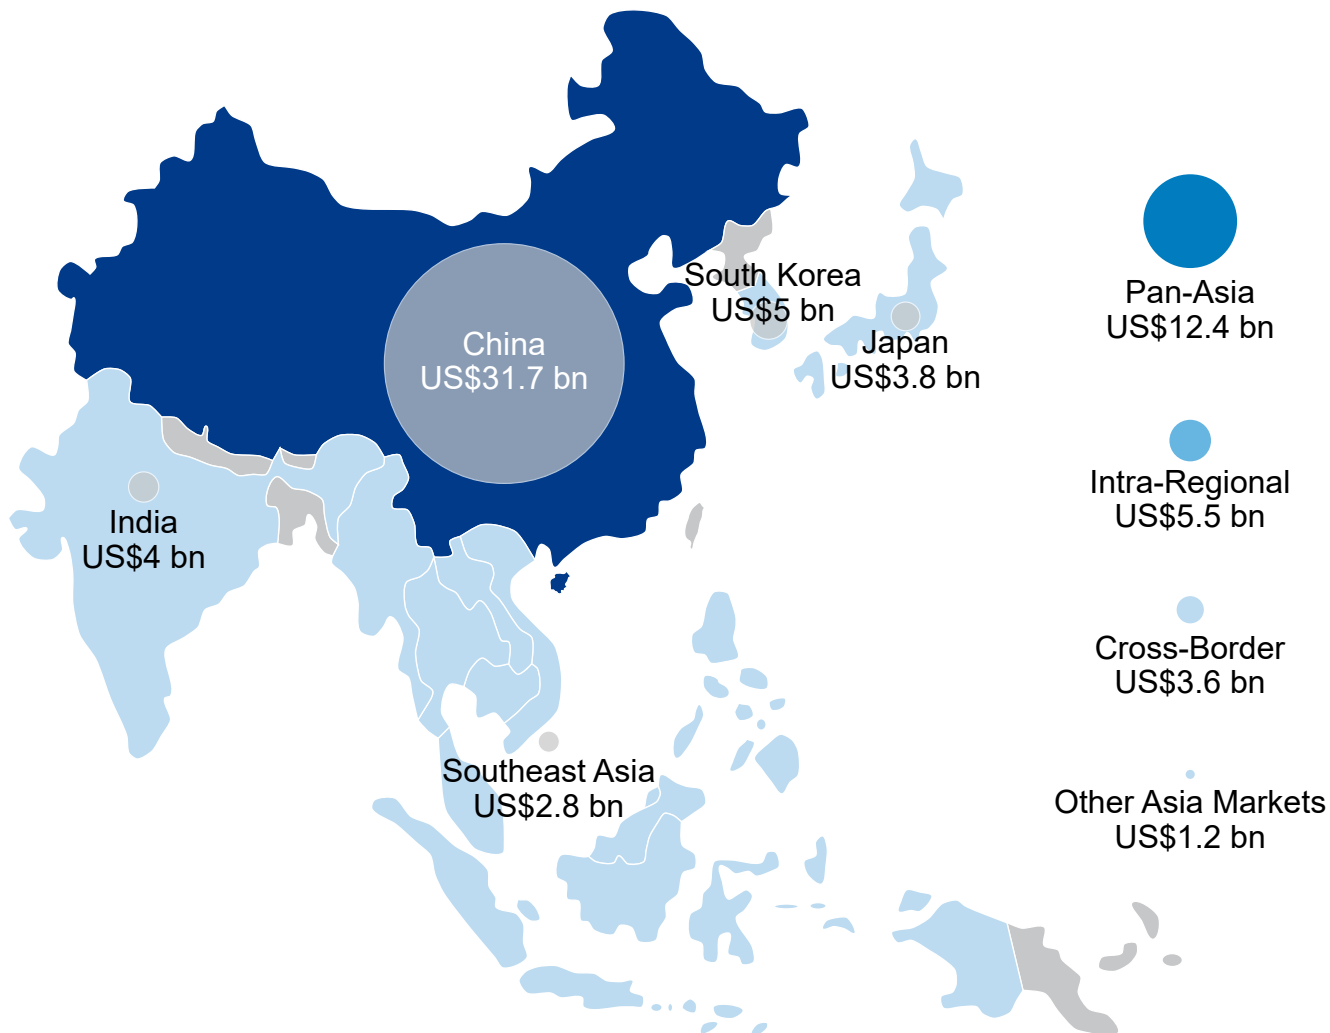 China
US$31.7 bn
South Korea
US$5 bn
Japan
US$3.8 bn
India
US$4 bn
Southeast Asia
US$2.8 bn
Pan-Asia
US$12.4 bn
Intra-Regional
US$5.5 bn
Cross-Border
US$3.6 bn
Other Asia Markets
US$1.2 bn